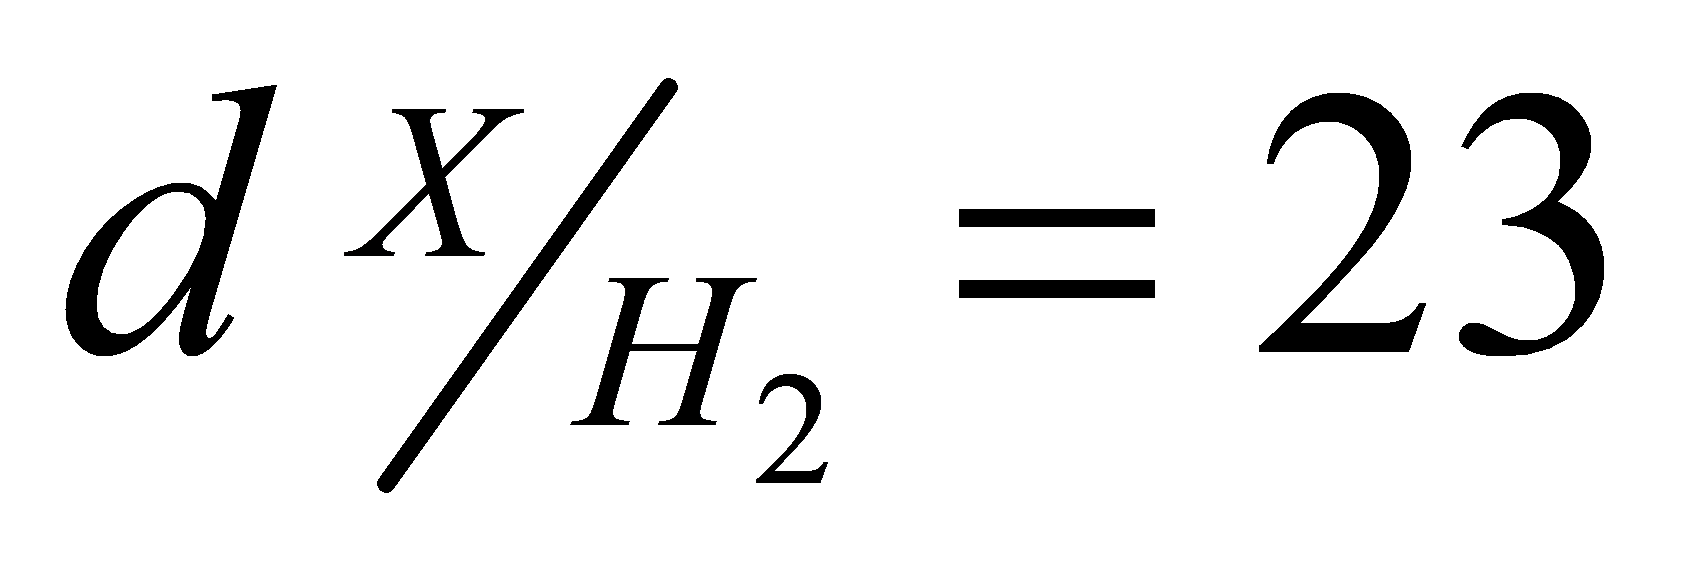 d X/H₂ = 23